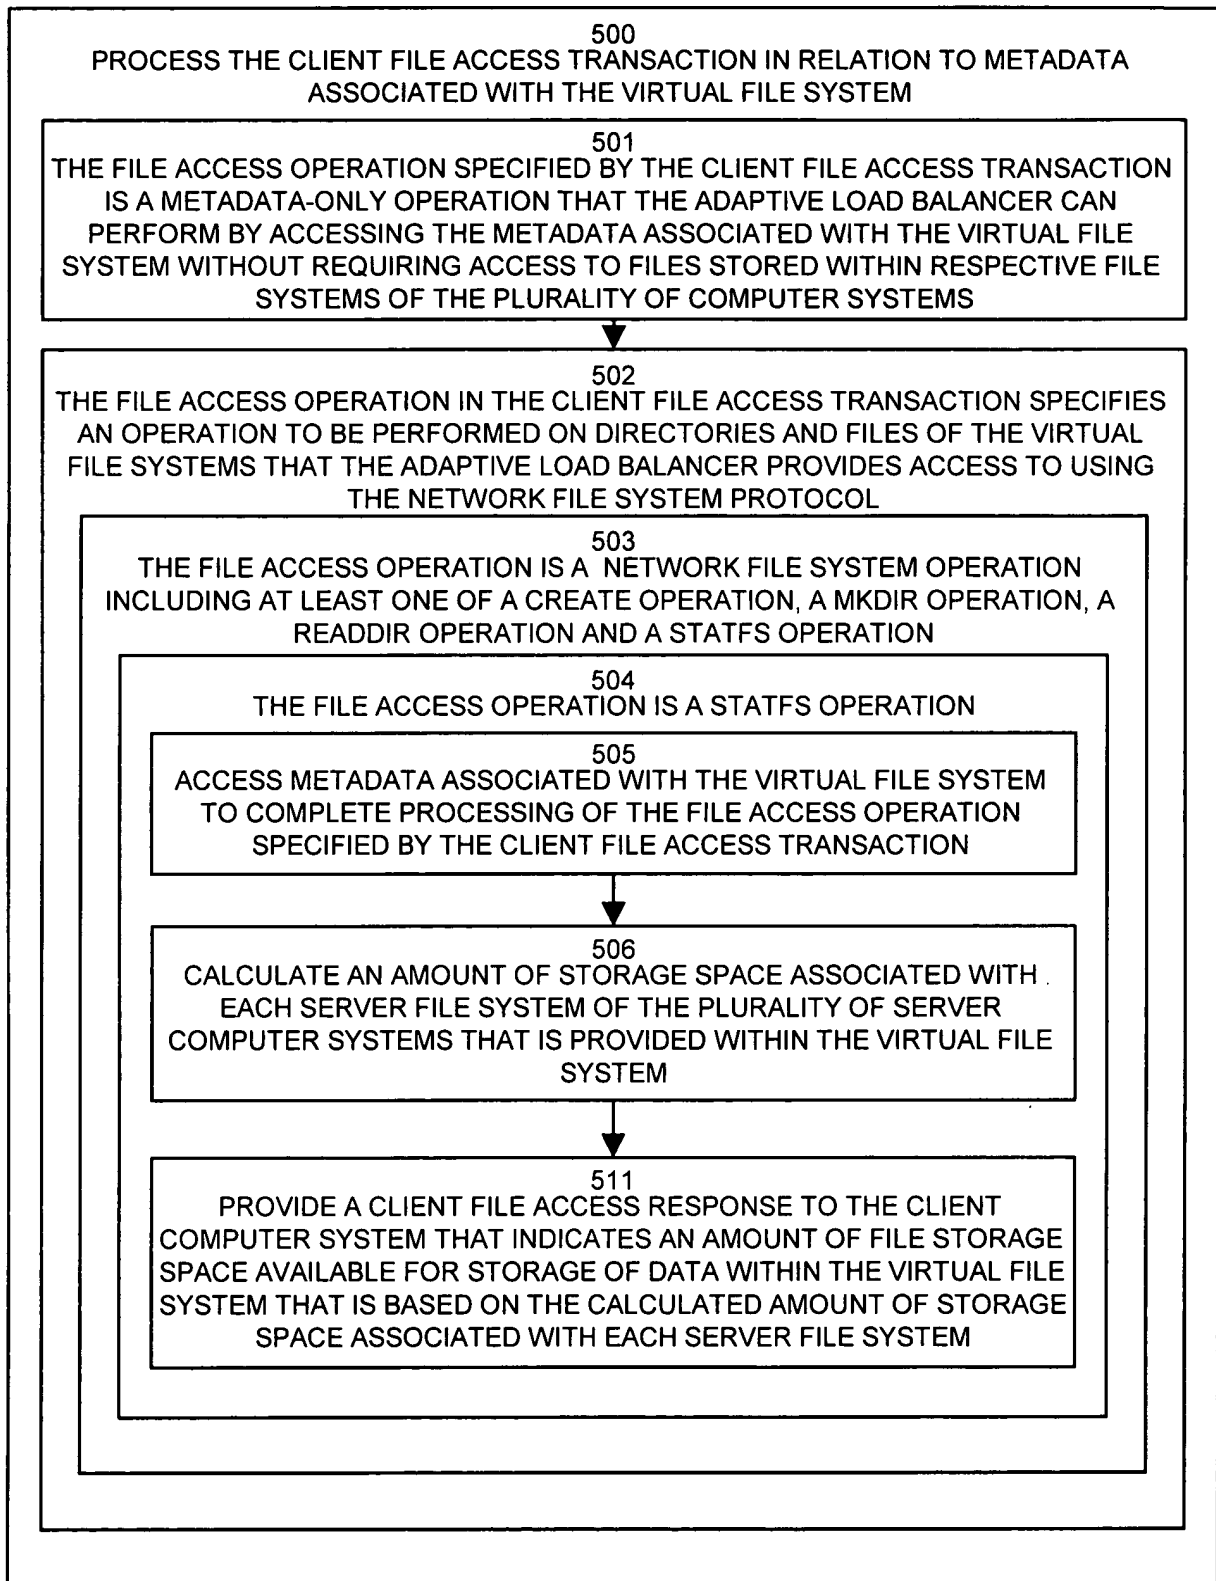 500
PROCESS THE CLIENT FILE ACCESS TRANSACTION IN RELATION TO METADATA
ASSOCIATED WITH THE VIRTUAL FILE SYSTEM
501
THE FILE ACCESS OPERATION SPECIFIED BY THE CLIENT FILE ACCESS TRANSACTION
IS A METADATA-ONLY OPERATION THAT THE ADAPTIVE LOAD BALANCER CAN
PERFORM BY ACCESSING THE METADATA ASSOCIATED WITH THE VIRTUAL FILE
SYSTEM WITHOUT REQUIRING ACCESS TO FILES STORED WITHIN RESPECTIVE FILE
SYSTEMS OF THE PLURALITY OF COMPUTER SYSTEMS
502
THE FILE ACCESS OPERATION IN THE CLIENT FILE ACCESS TRANSACTION SPECIFIES
AN OPERATION TO BE PERFORMED ON DIRECTORIES AND FILES OF THE VIRTUAL
FILE SYSTEMS THAT THE ADAPTIVE LOAD BALANCER PROVIDES ACCESS TO USING
THE NETWORK FILE SYSTEM PROTOCOL
503
THE FILE ACCESS OPERATION IS A NETWORK FILE SYSTEM OPERATION
INCLUDING AT LEAST ONE OF A CREATE OPERATION, A MKDIR OPERATION, A
READDIR OPERATION AND A STATFS OPERATION
504
THE FILE ACCESS OPERATION IS A STATFS OPERATION
505
ACCESS METADATA ASSOCIATED WITH THE VIRTUAL FILE SYSTEM
TO COMPLETE PROCESSING OF THE FILE ACCESS OPERATION
SPECIFIED BY THE CLIENT FILE ACCESS TRANSACTION
506
CALCULATE AN AMOUNT OF STORAGE SPACE ASSOCIATED WITH
EACH SERVER FILE SYSTEM OF THE PLURALITY OF SERVER
COMPUTER SYSTEMS THAT IS PROVIDED WITHIN THE VIRTUAL FILE
SYSTEM
511
PROVIDE A CLIENT FILE ACCESS RESPONSE TO THE CLIENT
COMPUTER SYSTEM THAT INDICATES AN AMOUNT OF FILE STORAGE
SPACE AVAILABLE FOR STORAGE OF DATA WITHIN THE VIRTUAL FILE
SYSTEM THAT IS BASED ON THE CALCULATED AMOUNT OF STORAGE
SPACE ASSOCIATED WITH EACH SERVER FILE SYSTEM